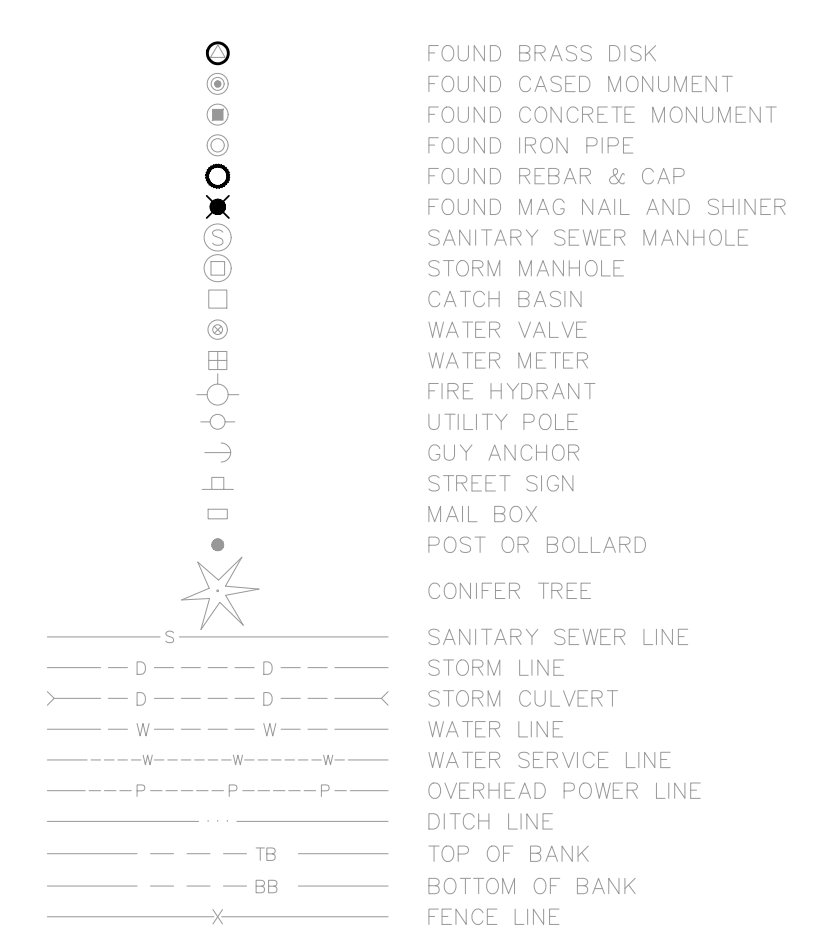 FOUND BRASS DISK
FOUND CASED MONUMENT
FOUND CONCRETE MONUMENT
FOUND IRON PIPE
FOUND REBAR & CAP
FOUND MAG NAIL AND SHINER
S SANITARY SEWER MANHOLE
STORM MANHOLE
CATCH BASIN
WATER VALVE
WATER METER
FIRE HYDRANT
UTILITY POLE
GUY ANCHOR
STREET SIGN
MAIL BOX
POST OR BOLLARD
CONIFER TREE
S SANITARY SEWER LINE
D D STORM LINE
D D STORM CULVERT
W W WATER LINE
W W W WATER SERVICE LINE
P P P OVERHEAD POWER LINE
DITCH LINE
TB TOP OF BANK
BB BOTTOM OF BANK
X FENCE LINE